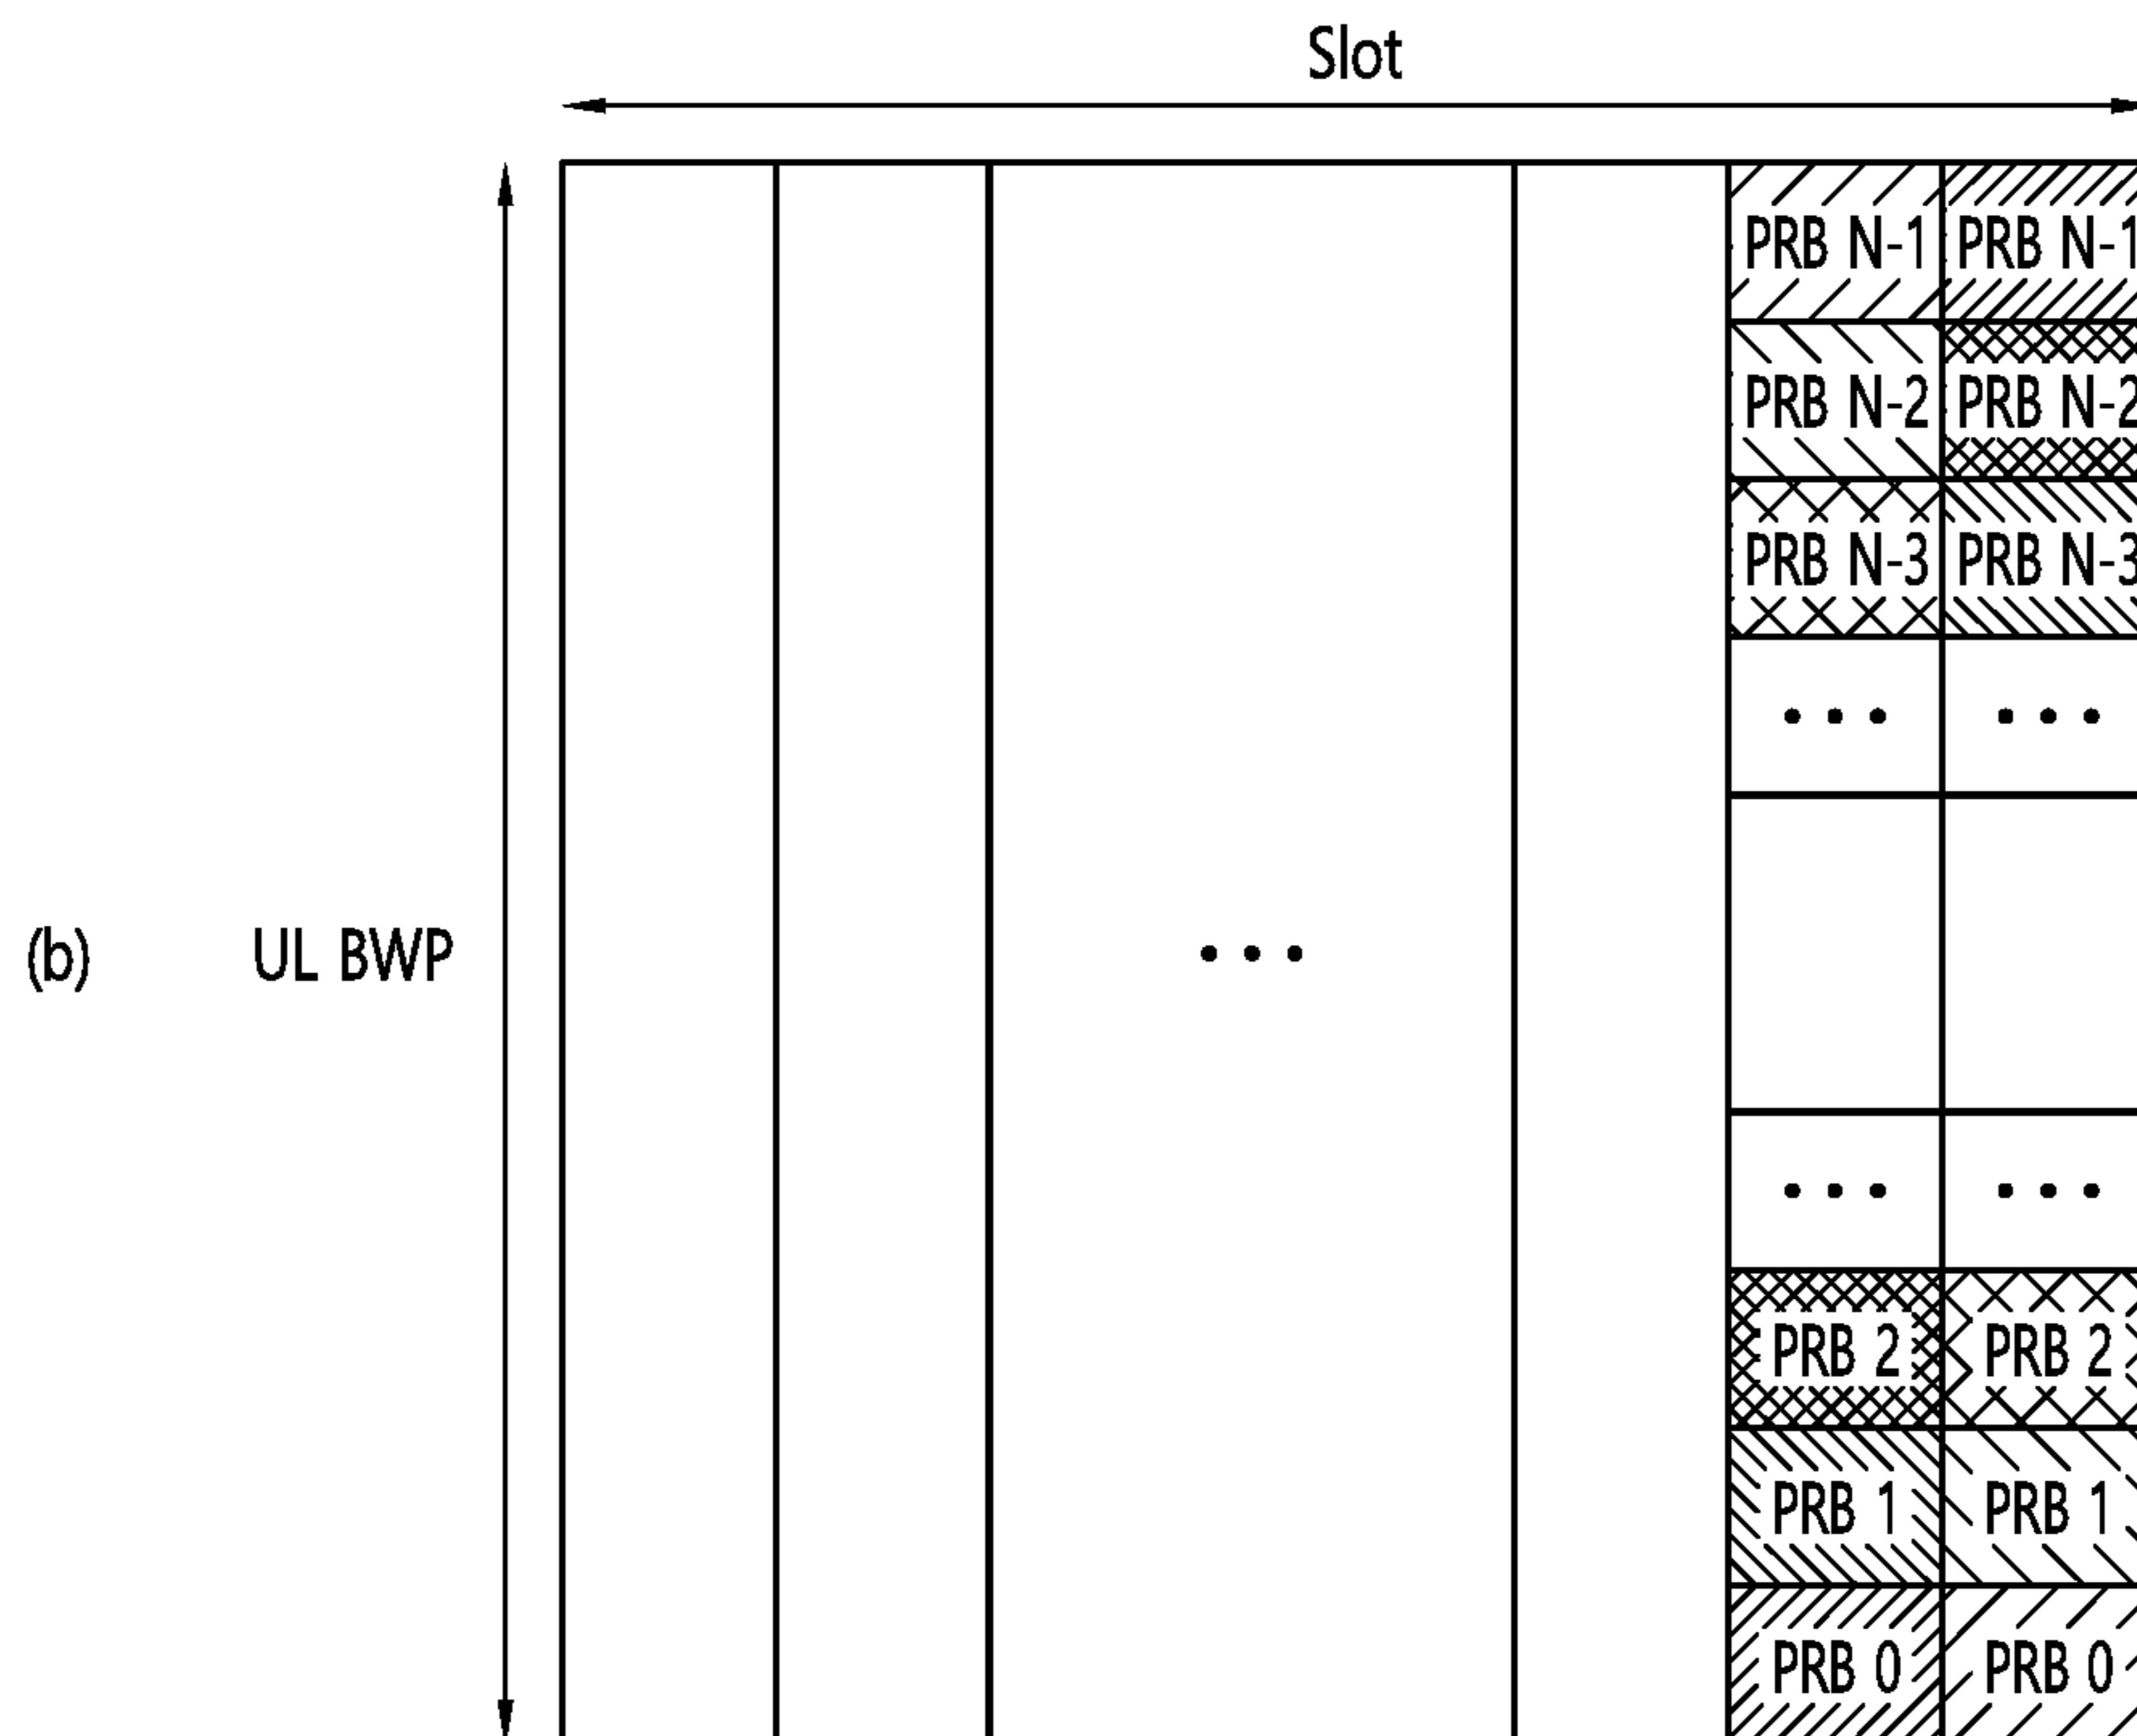 Slot
PRB N-1 PRB N-1
PRB N-2 PRB N-2
PRB N-3 PRB N-3
... ...
(b) UL BWP ...
... ...
PRB 2 PRB 2
PRB 1 PRB 1
PRB 0 PRB 0